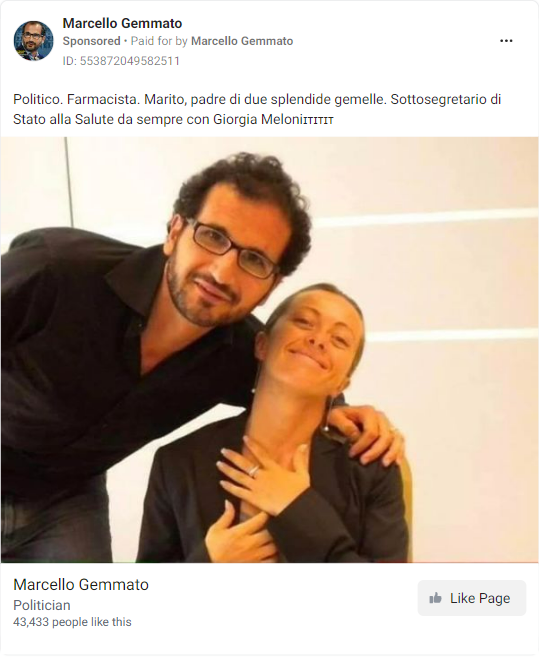 Marcello Gemmato
Sponsored • Paid for by Marcello Gemmato
ID: 553872049582511
Politico. Farmacista. Marito, padre di due splendide gemelle. Sottosegretario di
Stato alla Salute da sempre con Giorgia Meloniɪᴛɪᴛɪᴛ
Marcello Gemmato
Politician
43,433 people like this
Like Page